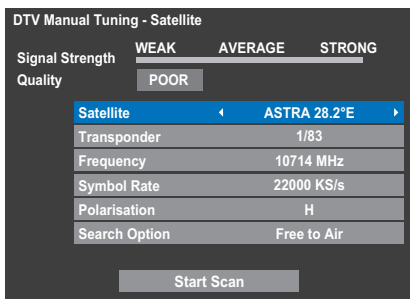 DTV Manual Tuning - Satellite
WEAK AVERAGE STRONG
Signal Strength
Quality POOR
Satellite ASTRA 28.2°E
Transponder 1/83
Frequency 10714 MHz
Symbol Rate 22000 KS/s
Polarisation H
Search Option Free to Air
Start Scan